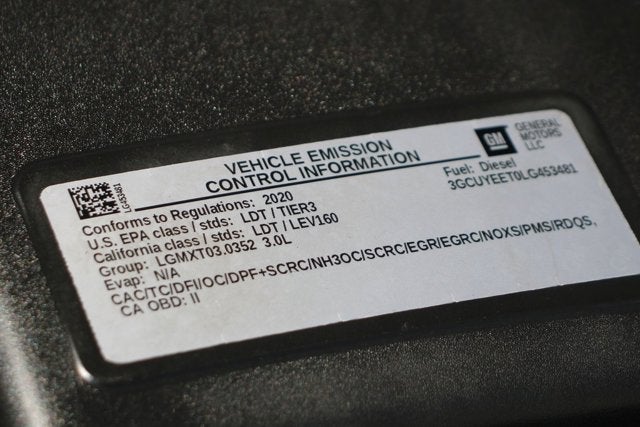 VEHICLE EMISSION
CONTROL INFORMATION
GM
GENERAL
MOTORS
LLC
LG453481
Fuel: Diesel
3GCUYEET0LG453481
Conforms to Regulations: 2020
U.S. EPA class / stds: LDT / TIER3
California class / stds: LDT / LEV160
Group: LGMXT03.0352 3.0L
Evap: N/A
CAC/TC/DFI/OC/DPF+SCRC/NH3OC/SCRC/EGR/EGRC/NOXS/PMS/RDQS,
CA OBD: II